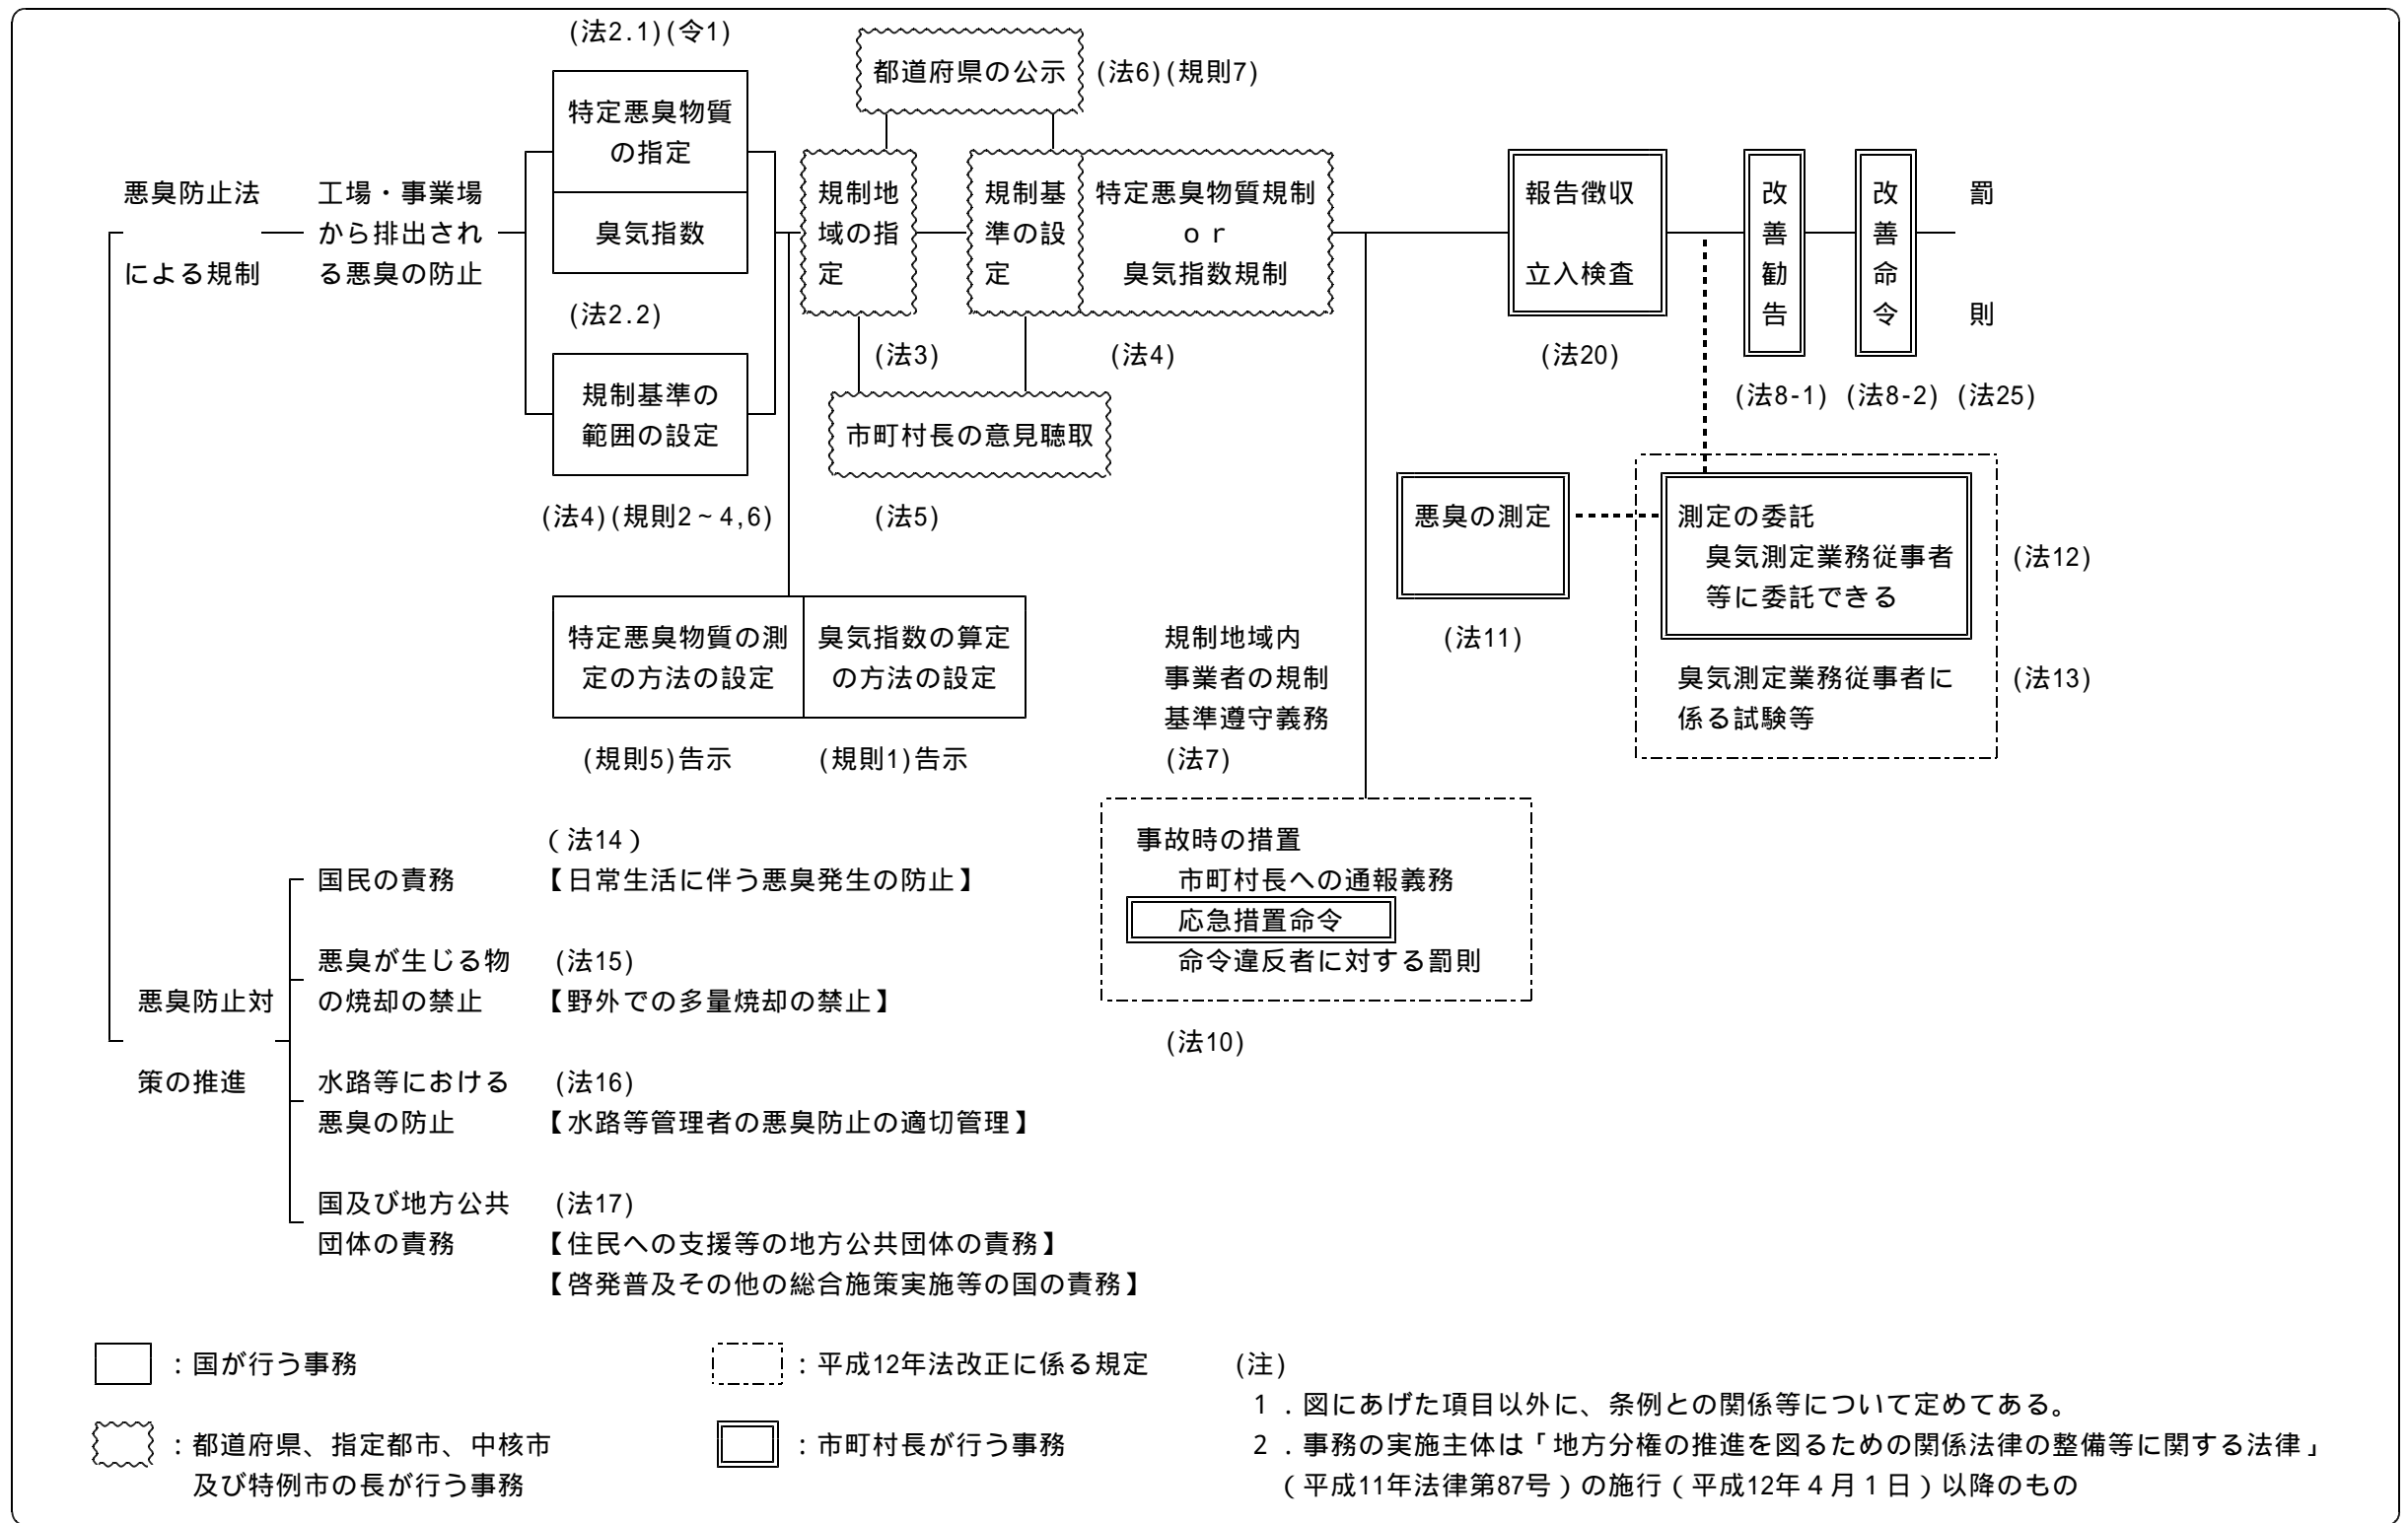 (法2.1)(令1)
都道府県の公示
(法6)(規則7)
特定悪臭物質
の指定
臭気指数
(法2.2)
規制基準の
範囲の設定
(法4)(規則2~4,6)
悪臭防止法
による規制
工場・事業場
から排出され
る悪臭の防止
規制地
域の指
定
(法3)
規制基
準の設
定
特定悪臭物質規制
or
臭気指数規制
(法4)
市町村長の意見聴取
(法5)
報告徴収
立入検査
(法20)
改善勧告
(法8-1)
改善命令
(法8-2)
罰則
(法25)
悪臭の測定
(法11)
測定の委託
臭気測定業務従事者
等に委託できる
(法12)
臭気測定業務従事者に
係る試験等
(法13)
特定悪臭物質の測
定の方法の設定
(規則5)告示
臭気指数の算定
の方法の設定
(規則1)告示
規制地域内
事業者の規制
基準遵守義務
(法7)
事故時の措置
市町村長への通報義務
応急措置命令
命令違反者に対する罰則
(法10)
悪臭防止対
策の推進
国民の責務
(法14)
【日常生活に伴う悪臭発生の防止】
悪臭が生じる物
の焼却の禁止
(法15)
【野外での多量焼却の禁止】
水路等における
悪臭の防止
(法16)
【水路等管理者の悪臭防止の適切管理】
国及び地方公共
団体の責務
(法17)
【住民への支援等の地方公共団体の責務】
【啓発普及その他の総合施策実施等の国の責務】
:国が行う事務
:都道府県、指定都市、中核市
及び特例市の長が行う事務
:平成12年法改正に係る規定
:市町村長が行う事務
(注)
1.図にあげた項目以外に、条例との関係等について定めてある。
2.事務の実施主体は「地方分権の推進を図るための関係法律の整備等に関する法律」
(平成11年法律第87号)の施行(平成12年4月1日)以降のもの